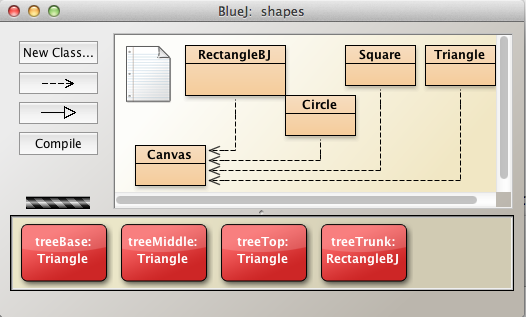 BlueJ: shapes
New Class...
Compile
RectangleBJ
Square
Triangle
Circle
Canvas
treeBase:
Triangle
treeMiddle:
Triangle
treeTop:
Triangle
treeTrunk:
RectangleBJ